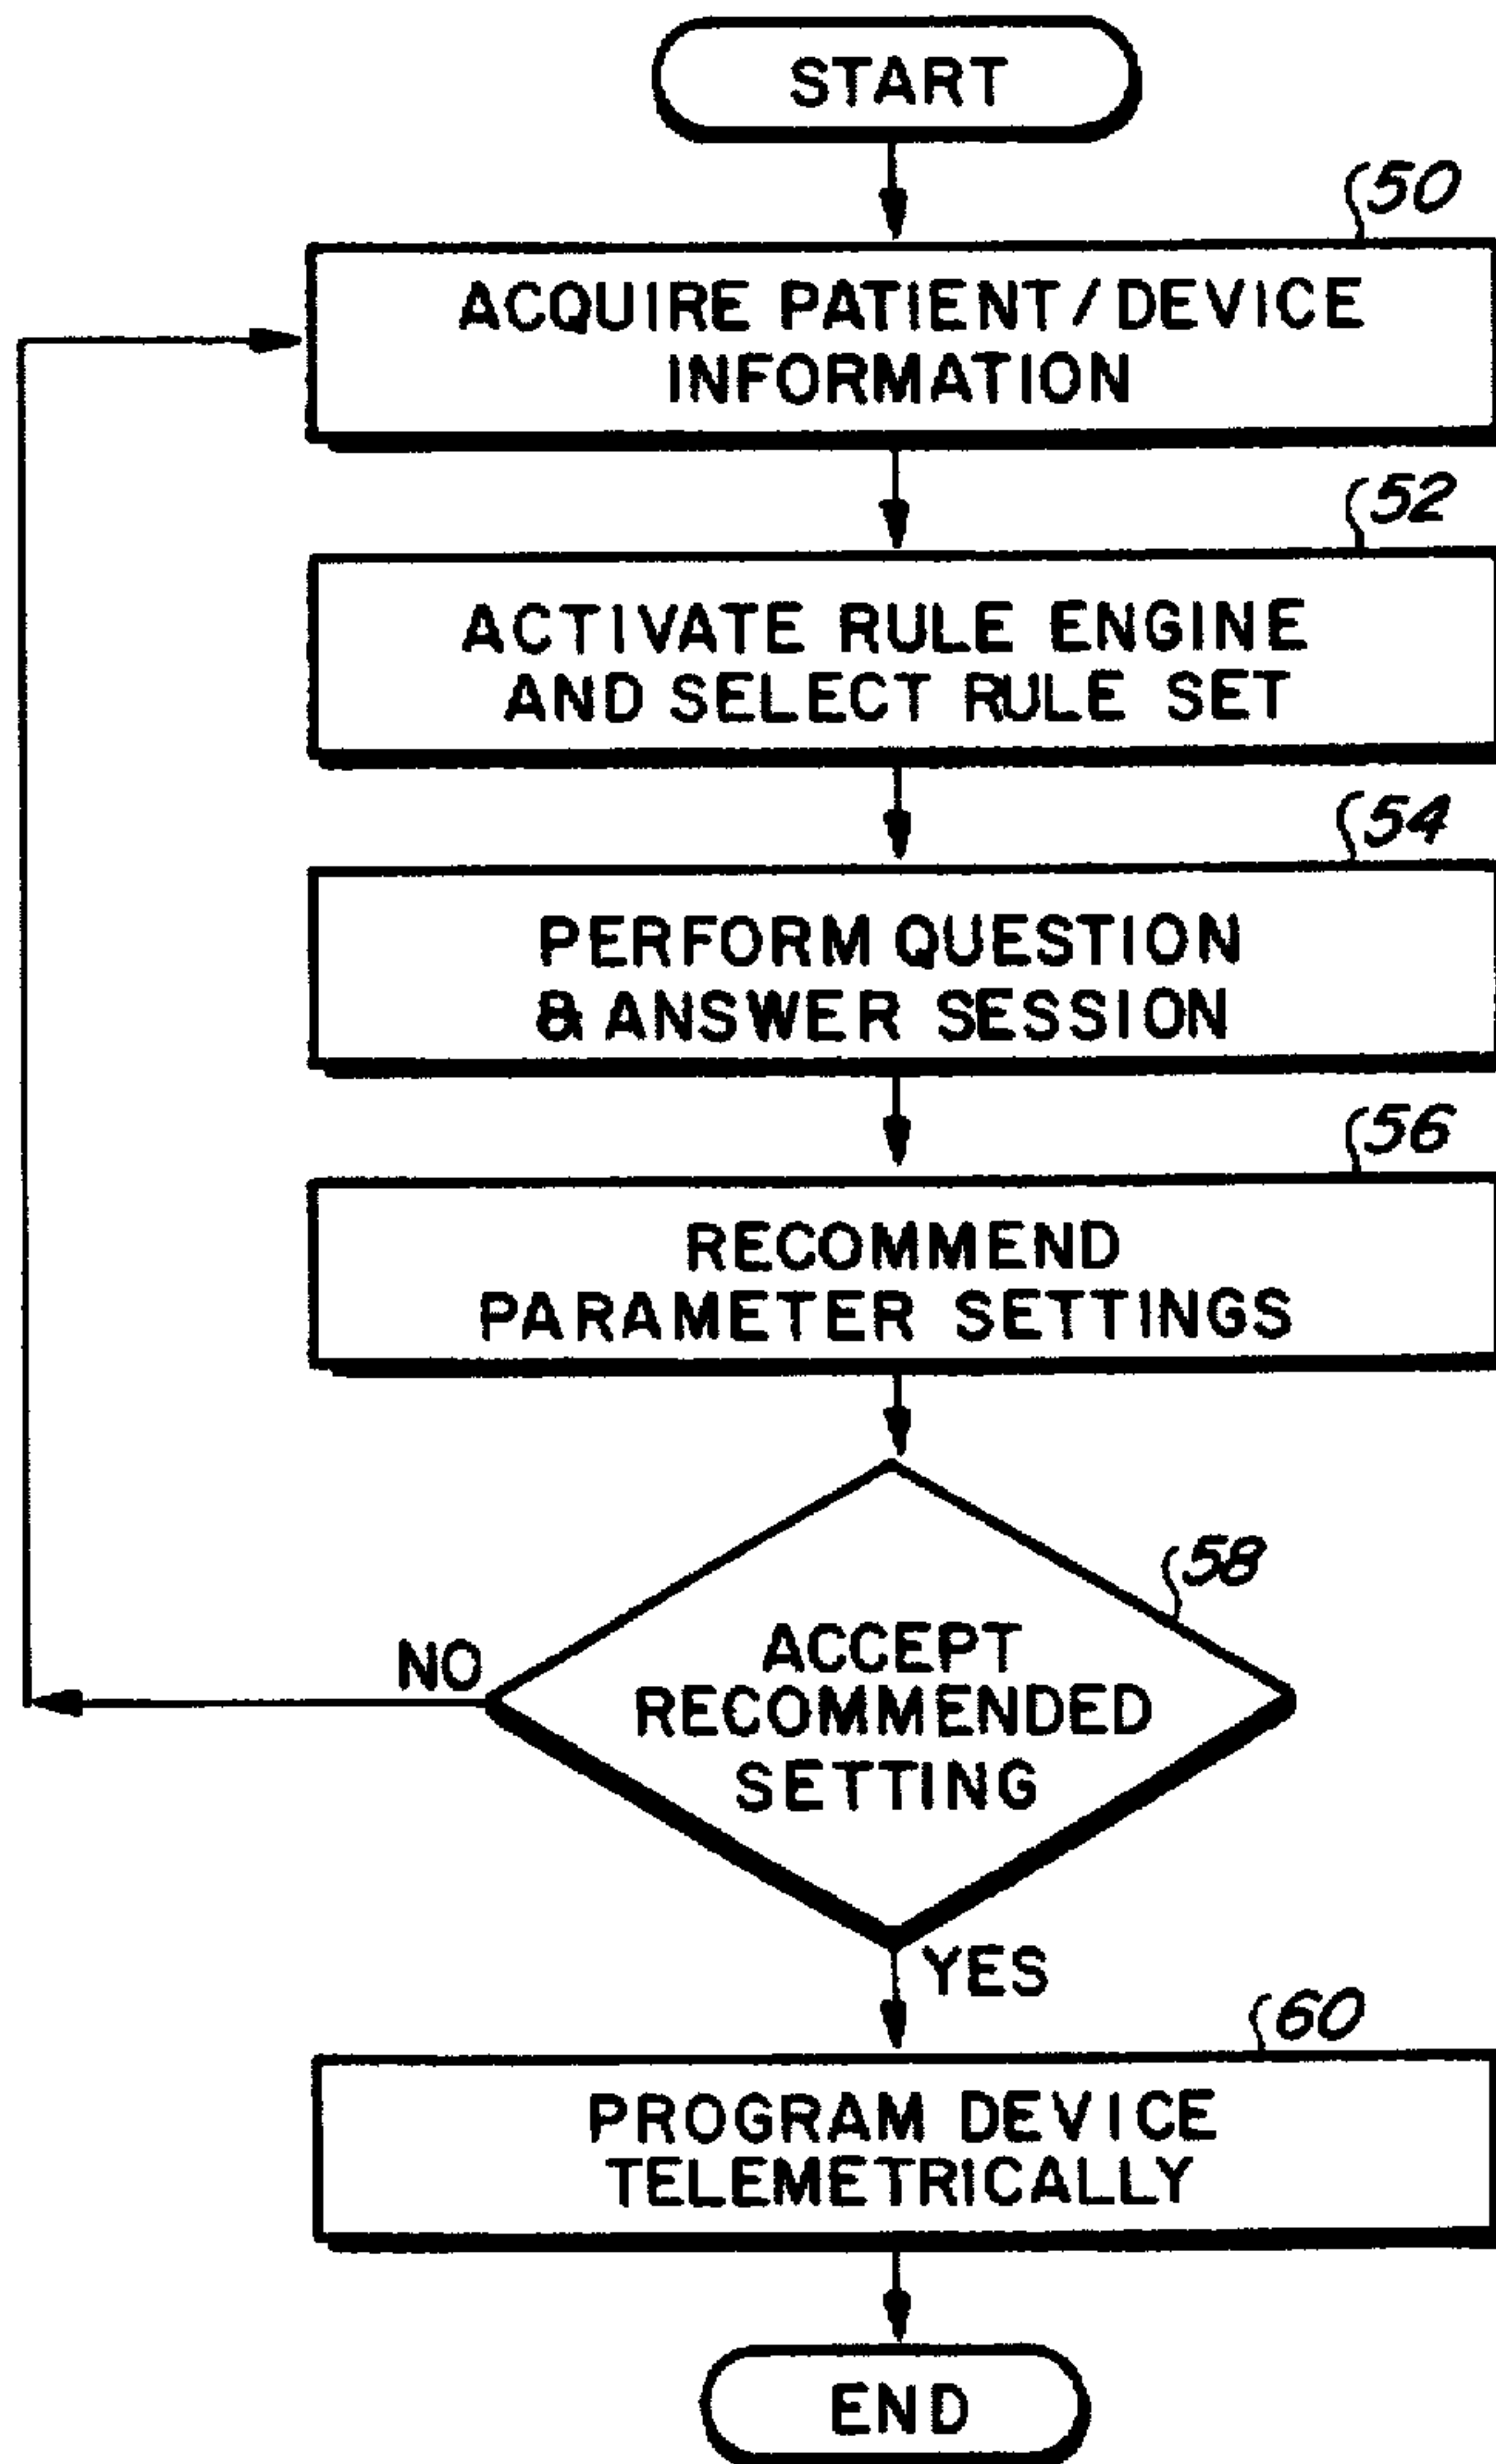 START
50
ACQUIRE PATIENT/DEVICE
INFORMATION
52
ACTIVATE RULE ENGINE
AND SELECT RULE SET
54
PERFORM QUESTION
& ANSWER SESSION
56
RECOMMEND
PARAMETER SETTINGS
58
ACCEPT
RECOMMENDED
SETTING
NO
YES
60
PROGRAM DEVICE
TELEMETRICALLY
END